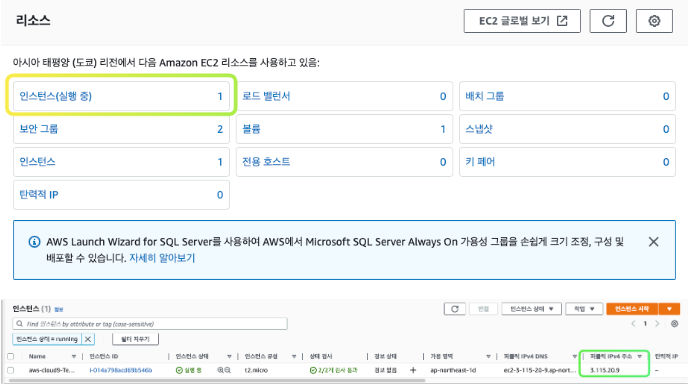 리소스
EC2 글로벌 보기
아시아 태평양 (도쿄) 리전에서 다음 Amazon EC2 리소스를 사용하고 있음:
인스턴스(실행 중) 1 로드 밸런서 0 배치 그룹 0
보안 그룹 2 볼륨 1 스냅샷 0
인스턴스 1 전용 호스트 0 키 페어 0
탄력적 IP 0
AWS Launch Wizard for SQL Server를 사용하여 AWS에서 Microsoft SQL Server Always On 가용성 그룹을 손쉽게 크기 조정, 구성 및
배포할 수 있습니다. 자세히 알아보기
인스턴스 (1) 정보 연결 인스턴스 상태 작업 인스턴스 시작
Find 인스턴스 by attribute or tag (case-sensitive) 1
인스턴스 상태 = running 필터 지우기
Name 인스턴스 ID 인스턴스 상태 인스턴스 유형 상태 검사 경보 상태 가용 영역 퍼블릭 IPv4 DNS 퍼블릭 IPv4 주소 탄력적 IP
aws-cloud9-Te... i-014a798acd69b546b 실행 중 t2.micro 2/2개 검사 통과 경보 없음 ap-northeast-1d ec2-3-115-20-9.ap-nort... 3.115.20.9 -